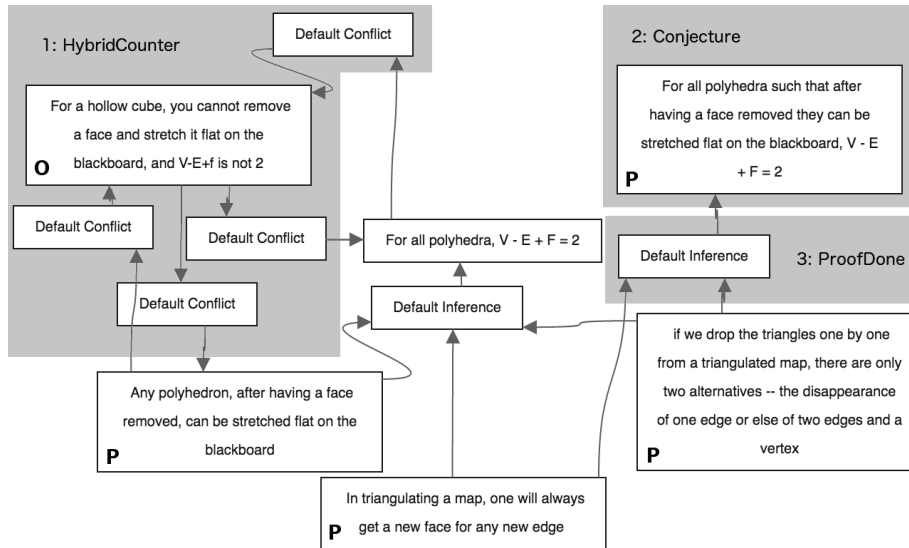 Default Conflict
1: HybridCounter
2: Conjecture
For a hollow cube, you cannot remove
a face and stretch it flat on the
blackboard, and V-E+f is not 2
O
For all polyhedra such that after
having a face removed they can be
stretched flat on the blackboard, V - E
+ F = 2
P
Default Conflict
Default Conflict
For all polyhedra, V - E + F = 2
Default Inference
3: ProofDone
Default Conflict
Default Inference
if we drop the triangles one by one
from a triangulated map, there are only
two alternatives -- the disappearance
of one edge or else of two edges and a
vertex
P
Any polyhedron, after having a face
removed, can be stretched flat on the
blackboard
P
In triangulating a map, one will always
get a new face for any new edge
P